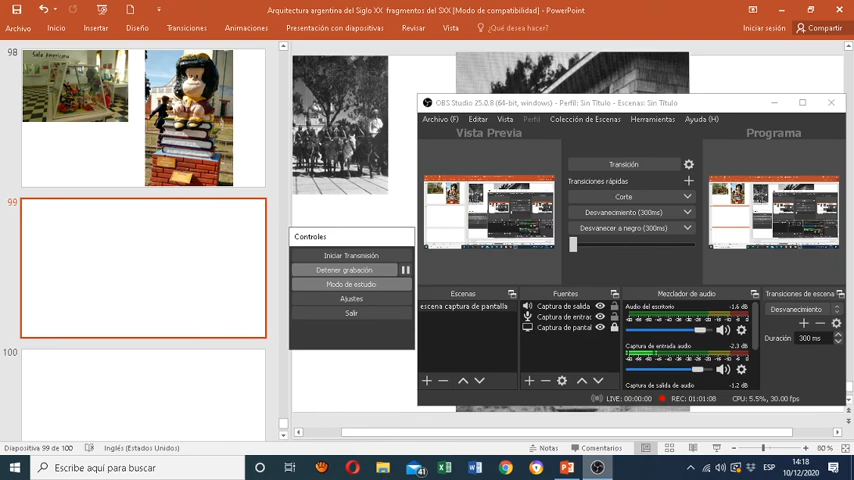 Arquitectura argentina del Siglo XX fragmentos del SXX [Modo de compatibilidad] - PowerPoint
Archivo Inicio Insertar Diseño Transiciones Animaciones Presentación con diapositivas Revisar Vista ¿Qué desea hacer? Iniciar sesión Compartir
98
99
100
OBS Studio 25.0.8 (64-bit, windows) - Perfil: Sin Título - Escenas: Sin Título
Archivo (F) Editar Vista Perfil Colección de Escenas Herramientas Ayuda (H)
Vista Previa
Programa
Transición
Transiciones rápidas
Corte
Desvanecimiento (300ms)
Desvanecer a negro (300ms)
Controles
Iniciar Transmisión
Detener grabación
Modo de estudio
Ajustes
Salir
Escenas
escena captura de pantalla
Fuentes
Captura de salida
Captura de entrac
Captura de pantal
Mezclador de audio
Audio del escritorio -1.6 dB
Captura de entrada audio -2.3 dB
Captura de salida de audio -1.2 dB
Transiciones de escena
Desvanecimiento
Duración 300 ms
LIVE: 00:00:00 REC: 01:01:08 CPU: 5.5%, 30.00 fps
Diapositiva 99 de 100 Inglés (Estados Unidos) Notas Comentarios 80 %
Escribe aquí para buscar
41
ESP
14:18
10/12/2020